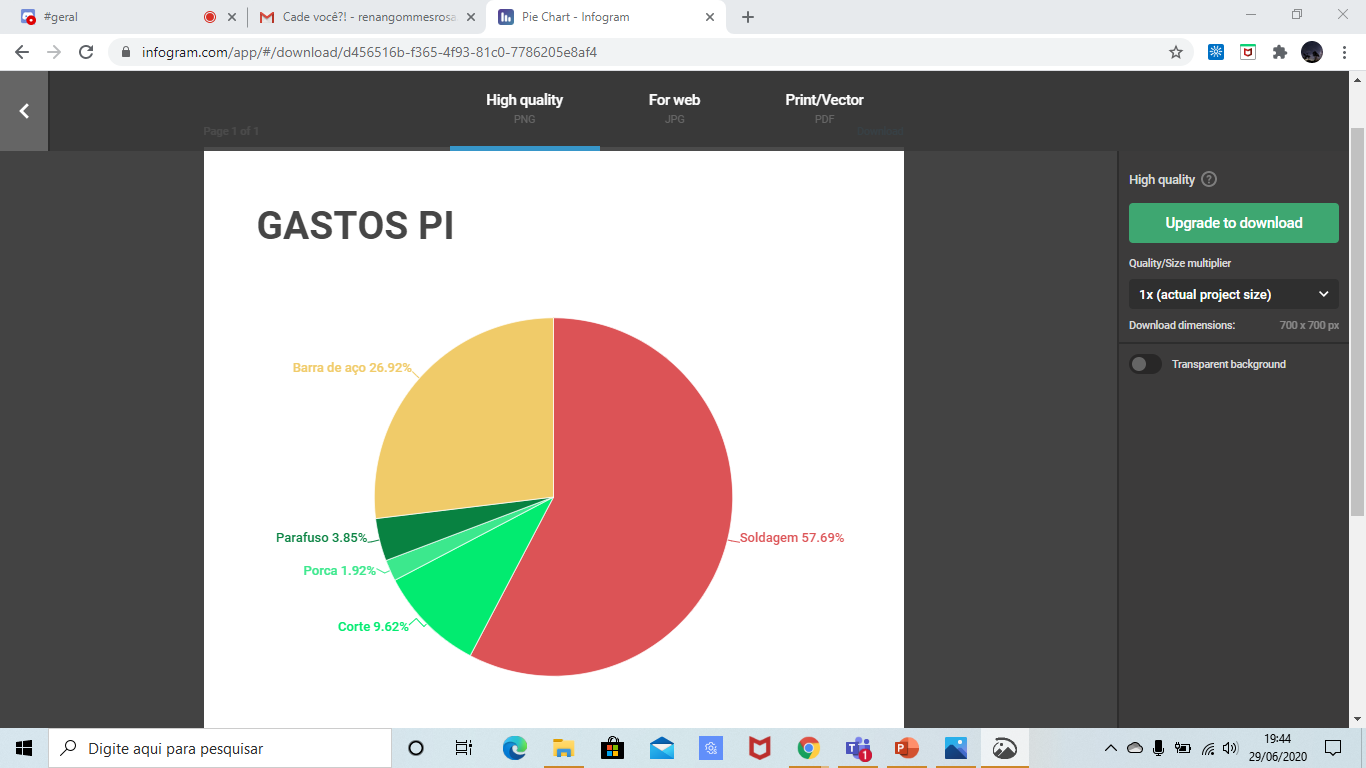 #geral
Cade você?! - renangommesrosa
Pie Chart - Infogram
infogram.com/app/#/download/d456516b-f365-4f93-81c0-7786205e8af4
High quality
PNG
For web
JPG
Print/Vector
PDF
Page 1 of 1
GASTOS PI
Barra de aço 26.92%
Parafuso 3.85%
Porca 1.92%
Corte 9.62%
Soldagem 57.69%
High quality ?
Upgrade to download
Quality/Size multiplier
1x (actual project size)
Download dimensions: 700 x 700 px
Transparent background
Digite aqui para pesquisar
1
19:44
29/06/2020